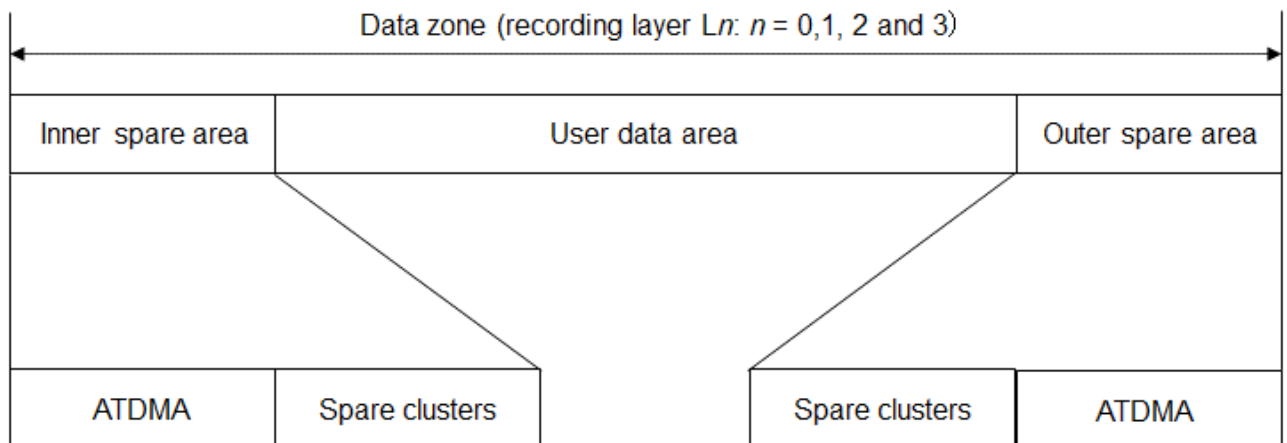 Data zone (recording layer Ln: n = 0,1, 2 and 3)
Inner spare area
User data area
Outer spare area
ATDMA
Spare clusters
Spare clusters
ATDMA